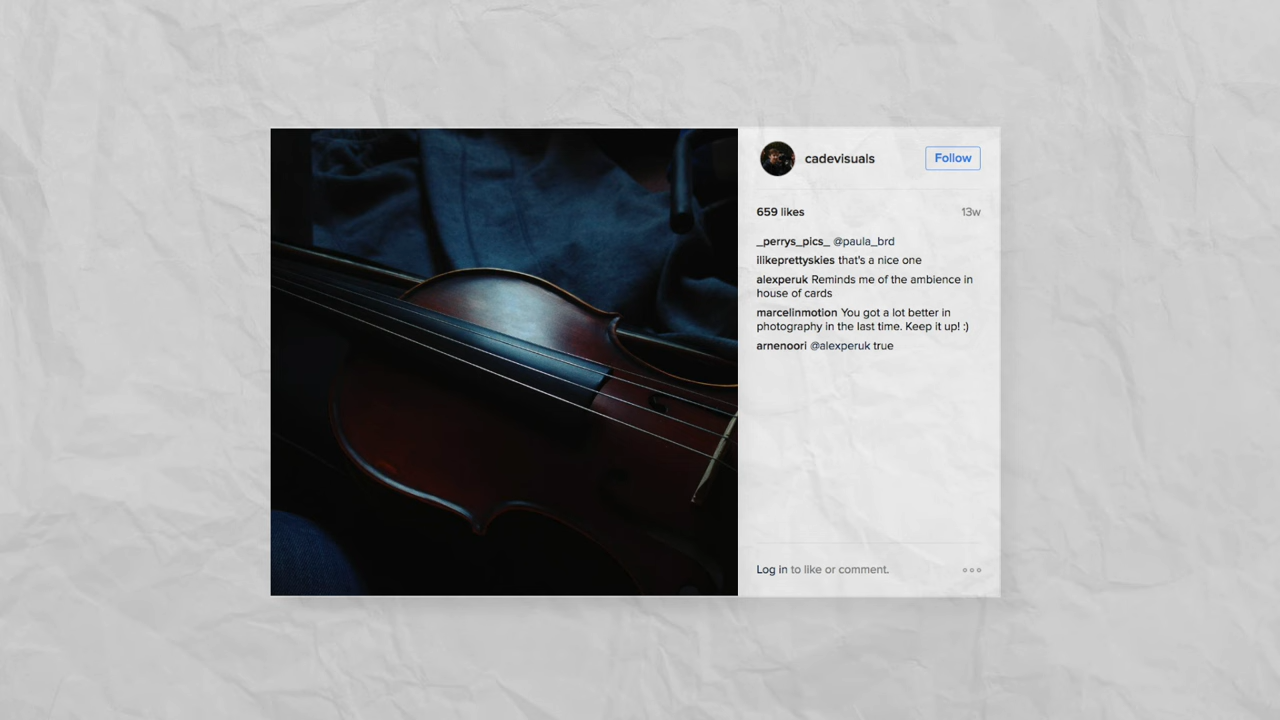 cadevisuals
Follow
659 likes
13w
_perrys_pics_ @paula_brd
ilikeprettyskies that's a nice one
alexperuk Reminds me of the ambience in
house of cards
marcelinmotion You got a lot better in
photography in the last time. Keep it up! :)
arnenoori @alexperuk true
Log in to like or comment.